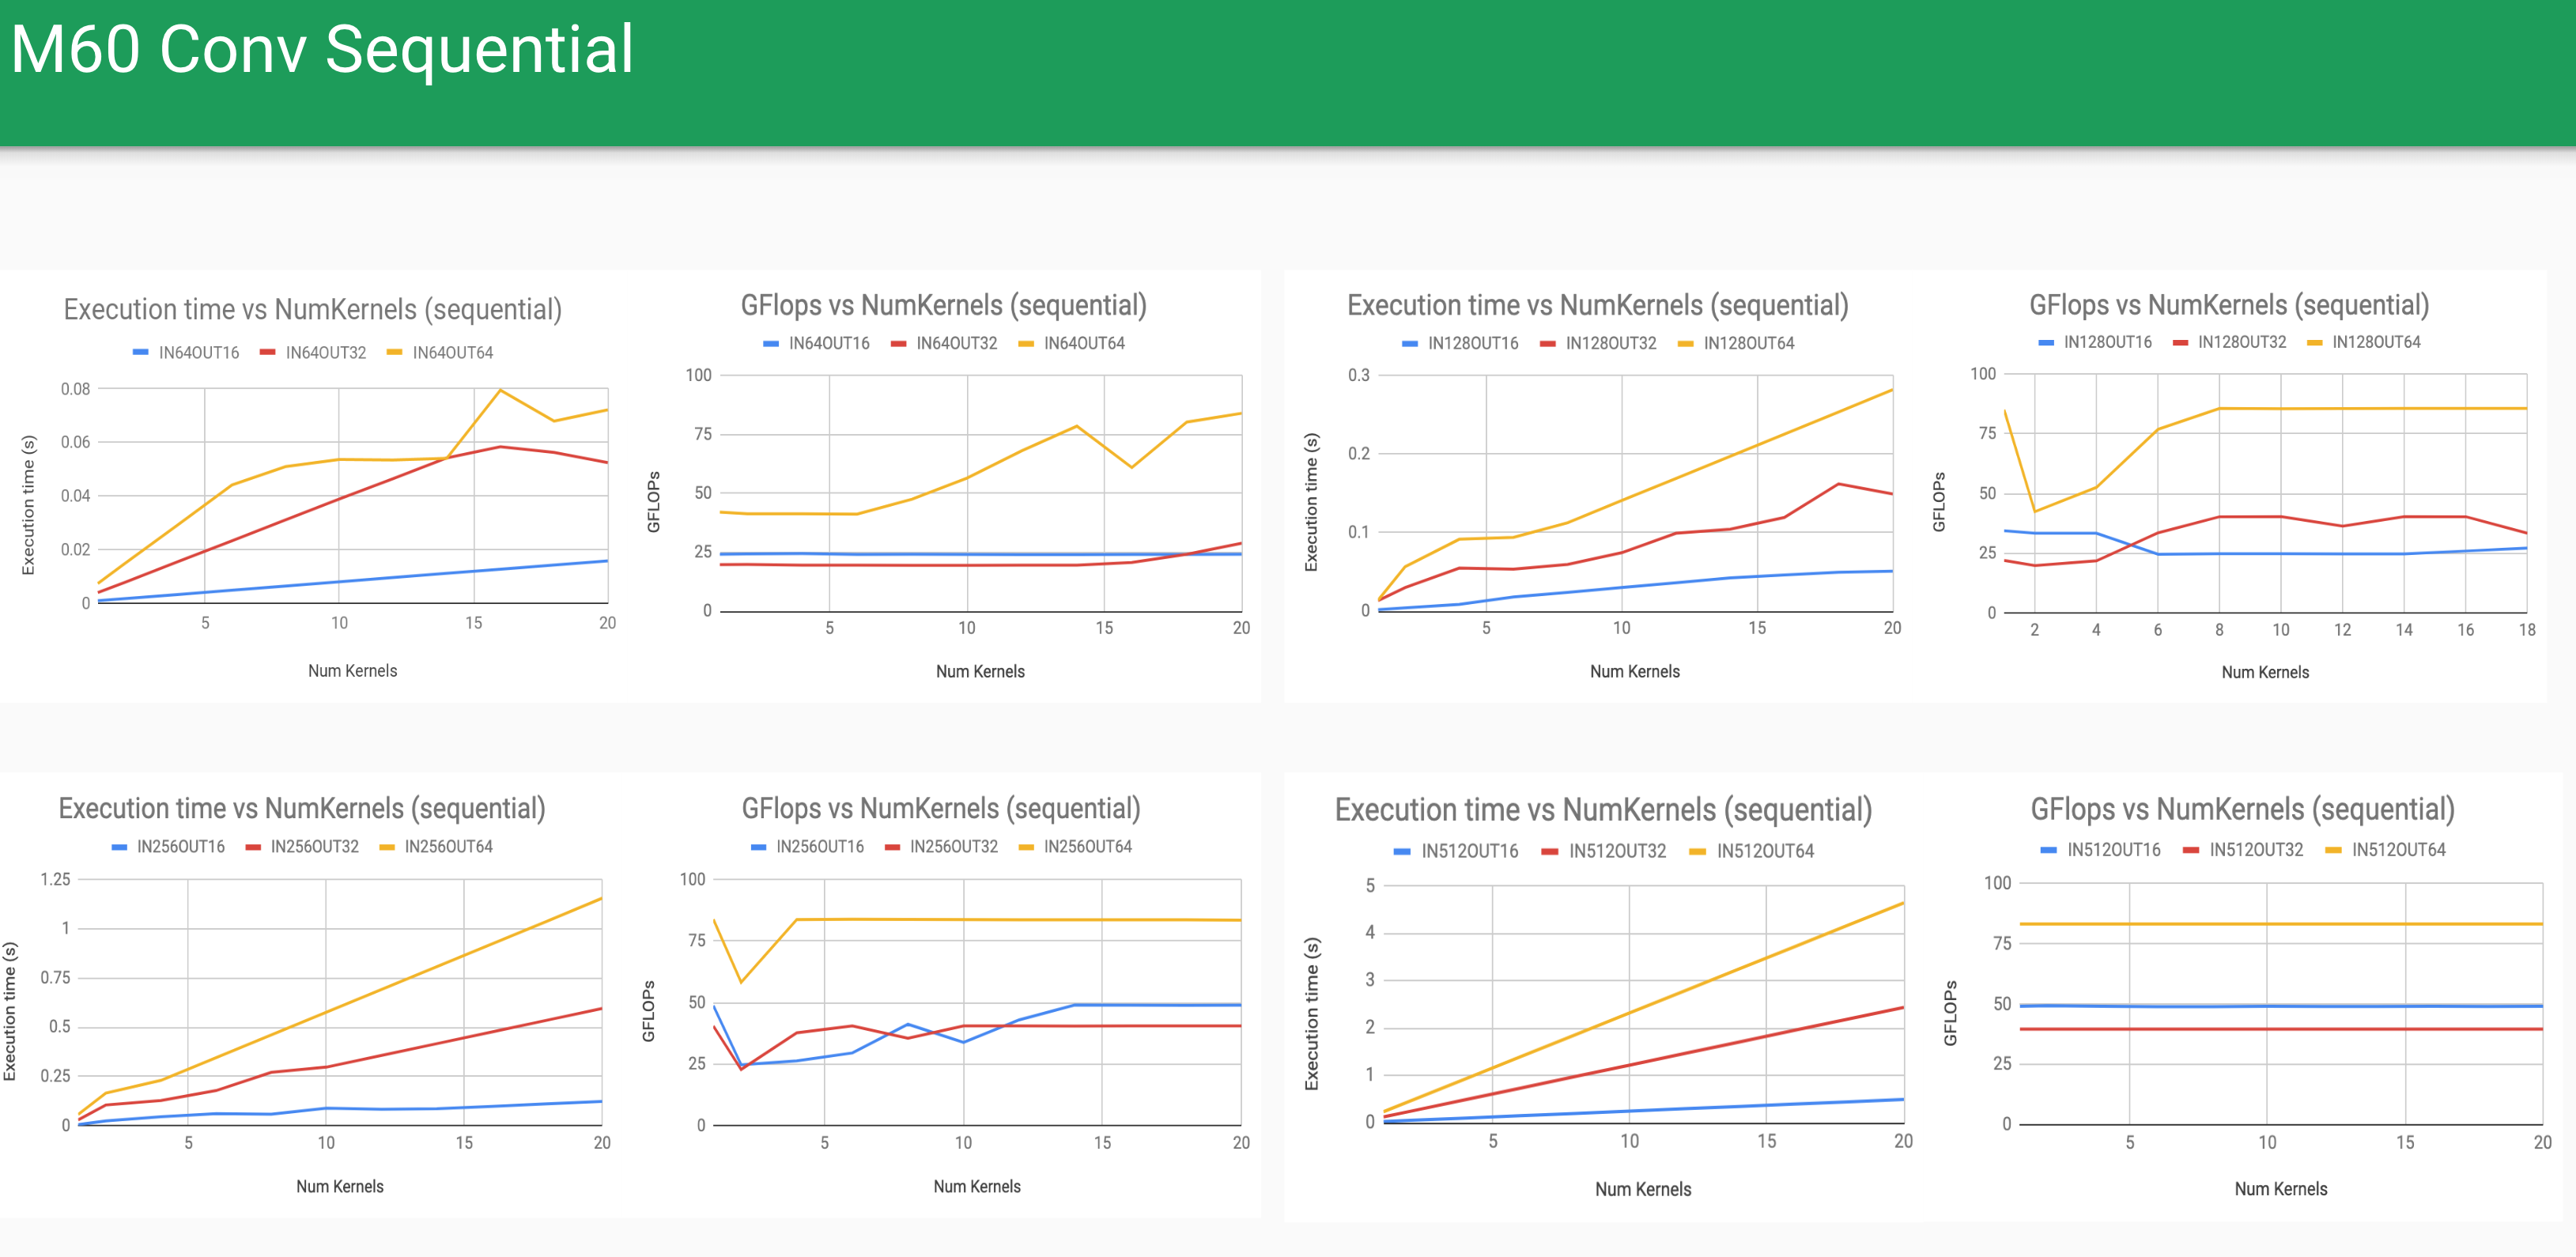 M60 Conv Sequential
Execution time vs NumKernels (sequential)
IN64OUT16 IN64OUT32 IN64OUT64
Execution time (s)
0.08
0.06
0.04
0.02
0
5 10 15 20
Num Kernels
GFlops vs NumKernels (sequential)
IN64OUT16 IN64OUT32 IN64OUT64
GFLOPs
100
75
50
25
0
5 10 15 20
Num Kernels
Execution time vs NumKernels (sequential)
IN128OUT16 IN128OUT32 IN128OUT64
Execution time (s)
0.3
0.2
0.1
0
5 10 15 20
Num Kernels
GFlops vs NumKernels (sequential)
IN128OUT16 IN128OUT32 IN128OUT64
GFLOPs
100
75
50
25
0
2 4 6 8 10 12 14 16 18
Num Kernels
Execution time vs NumKernels (sequential)
IN256OUT16 IN256OUT32 IN256OUT64
Execution time (s)
1.25
1
0.75
0.5
0.25
0
5 10 15 20
Num Kernels
GFlops vs NumKernels (sequential)
IN256OUT16 IN256OUT32 IN256OUT64
GFLOPs
100
75
50
25
0
5 10 15 20
Num Kernels
Execution time vs NumKernels (sequential)
IN512OUT16 IN512OUT32 IN512OUT64
Execution time (s)
5
4
3
2
1
0
5 10 15 20
Num Kernels
GFlops vs NumKernels (sequential)
IN512OUT16 IN512OUT32 IN512OUT64
GFLOPs
100
75
50
25
0
5 10 15 20
Num Kernels